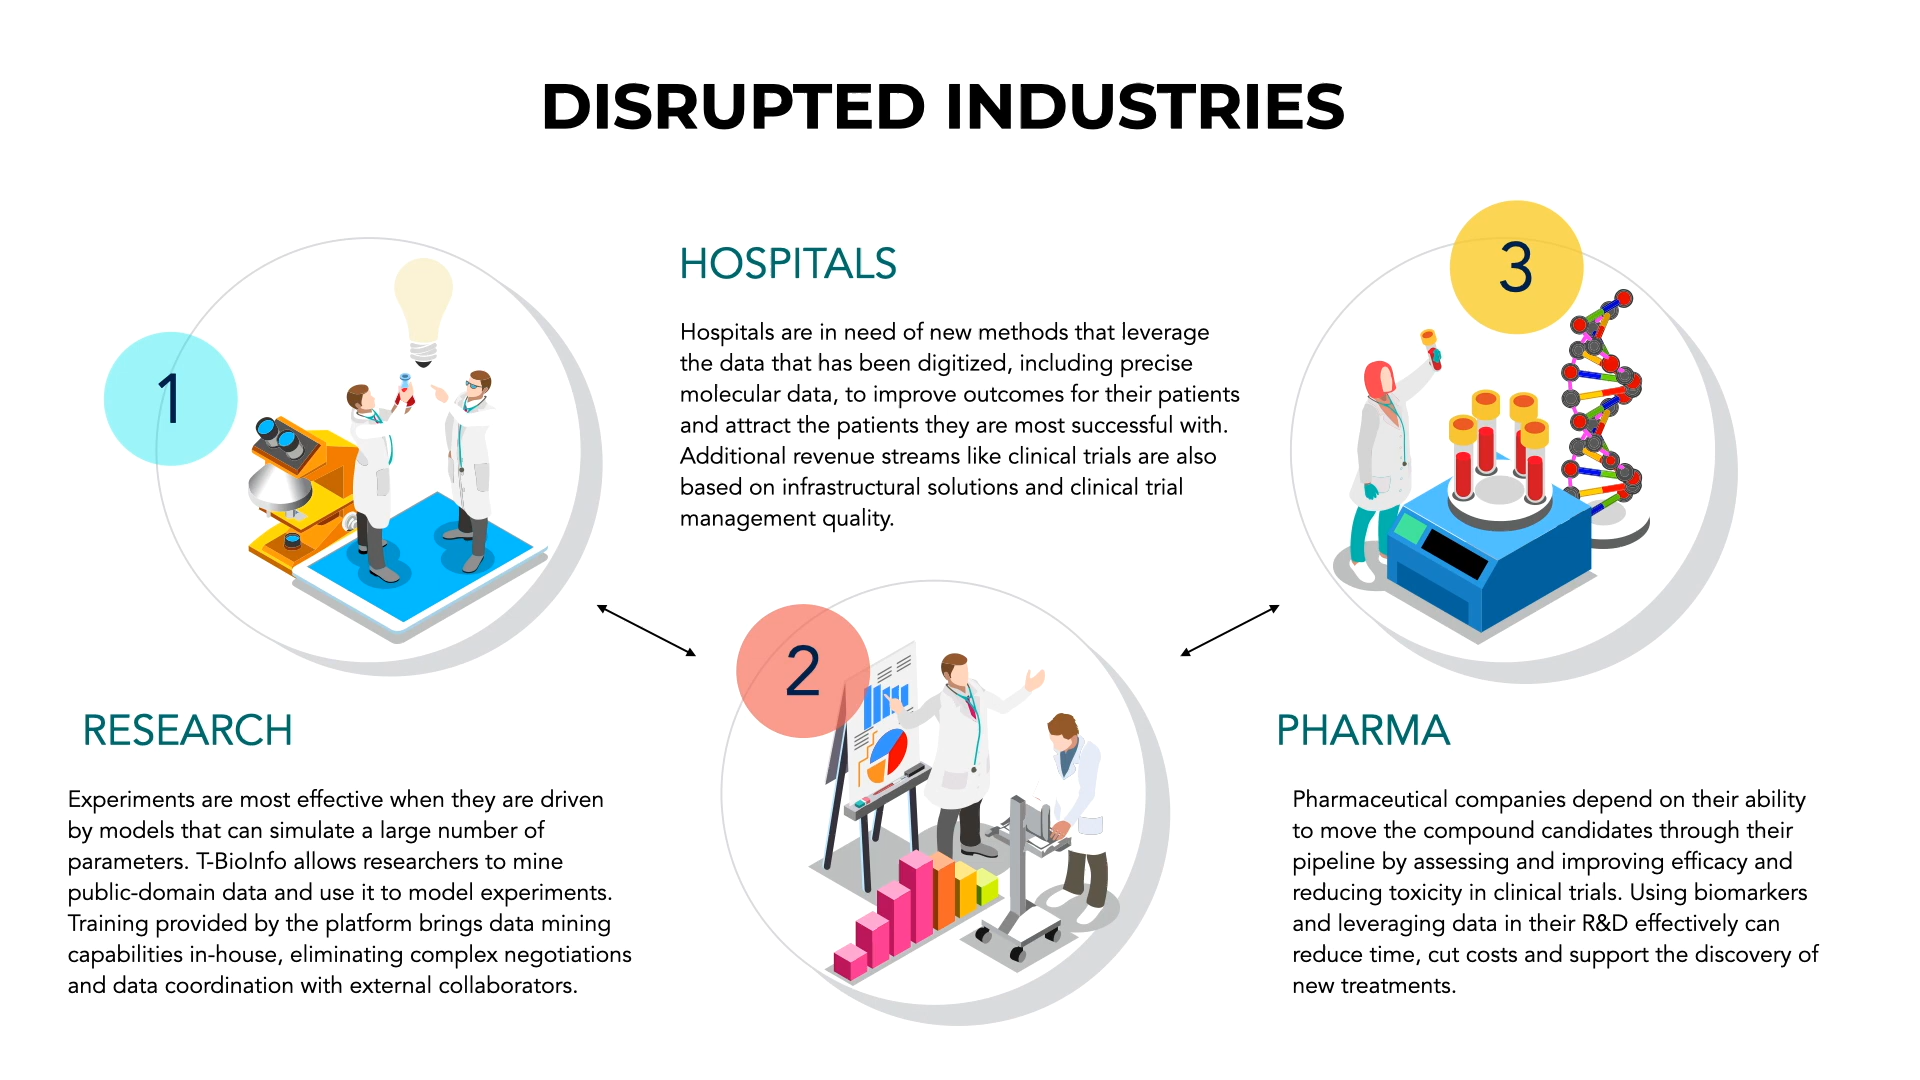 DISRUPTED INDUSTRIES
1
RESEARCH
Experiments are most effective when they are driven
by models that can simulate a large number of
parameters. T-BioInfo allows researchers to mine
public-domain data and use it to model experiments.
Training provided by the platform brings data mining
capabilities in-house, eliminating complex negotiations
and data coordination with external collaborators.
HOSPITALS
Hospitals are in need of new methods that leverage
the data that has been digitized, including precise
molecular data, to improve outcomes for their patients
and attract the patients they are most successful with.
Additional revenue streams like clinical trials are also
based on infrastructural solutions and clinical trial
management quality.
2
3
PHARMA
Pharmaceutical companies depend on their ability
to move the compound candidates through their
pipeline by assessing and improving efficacy and
reducing toxicity in clinical trials. Using biomarkers
and leveraging data in their R&D effectively can
reduce time, cut costs and support the discovery of
new treatments.